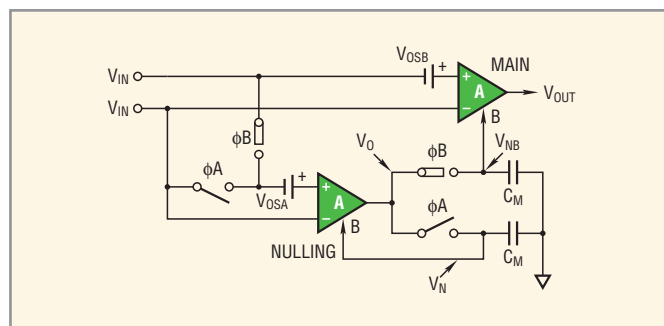 V_OSB
MAIN
V_IN
+
+
A
V_OUT
V_IN
−
B
ϕB
V_O
ϕB
V_NB
ϕA
C_M
+
+
V_OSA
A
ϕA
−
B
C_M
NULLING
V_N